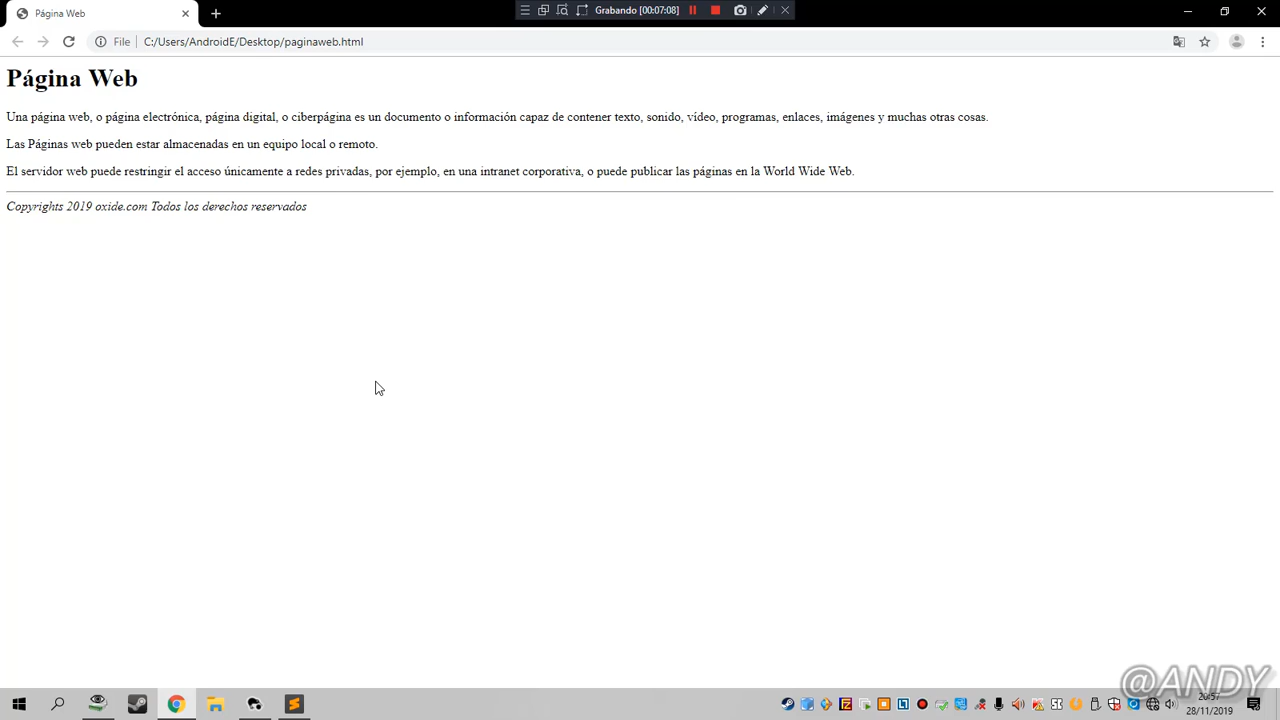 Página Web
Grabando [00:07:08]
File
C:/Users/AndroidE/Desktop/paginaweb.html
Página Web
Una página web, o página electrónica, página digital, o ciberpágina es un documento o información capaz de contener texto, sonido, vídeo, programas, enlaces, imágenes y muchas otras cosas.
Las Páginas web pueden estar almacenadas en un equipo local o remoto.
El servidor web puede restringir el acceso únicamente a redes privadas, por ejemplo, en una intranet corporativa, o puede publicar las páginas en la World Wide Web.
Copyrights 2019 oxide.com Todos los derechos reservados
@ANDY
20:57
28/11/2019